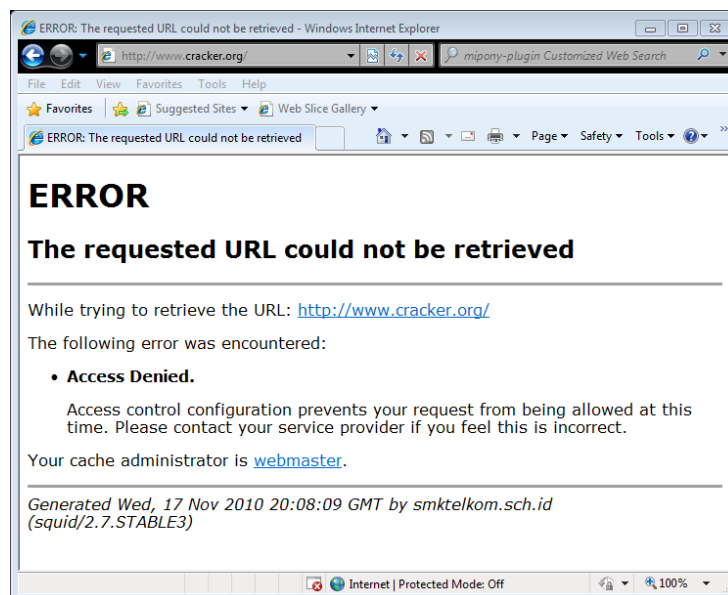 ERROR: The requested URL could not be retrieved - Windows Internet Explorer
http://www.cracker.org/
mipony-plugin Customized Web Search
File Edit View Favorites Tools Help
Favorites Suggested Sites Web Slice Gallery
ERROR: The requested URL could not be retrieved
Page Safety Tools
ERROR
The requested URL could not be retrieved
While trying to retrieve the URL: http://www.cracker.org/
The following error was encountered:
• Access Denied.
Access control configuration prevents your request from being allowed at this
time. Please contact your service provider if you feel this is incorrect.
Your cache administrator is webmaster.
Generated Wed, 17 Nov 2010 20:08:09 GMT by smktelkom.sch.id
(squid/2.7.STABLE3)
Internet | Protected Mode: Off
100%